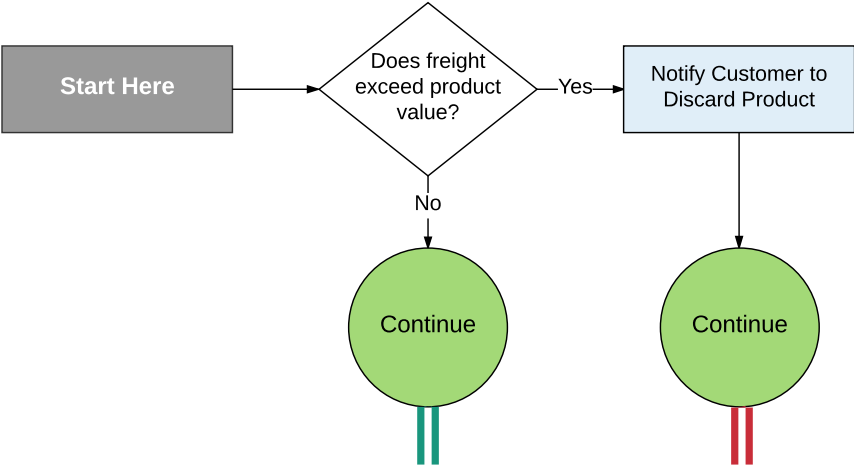 Start Here
Does freight
exceed product
value?
Yes
Notify Customer to
Discard Product
No
Continue
Continue